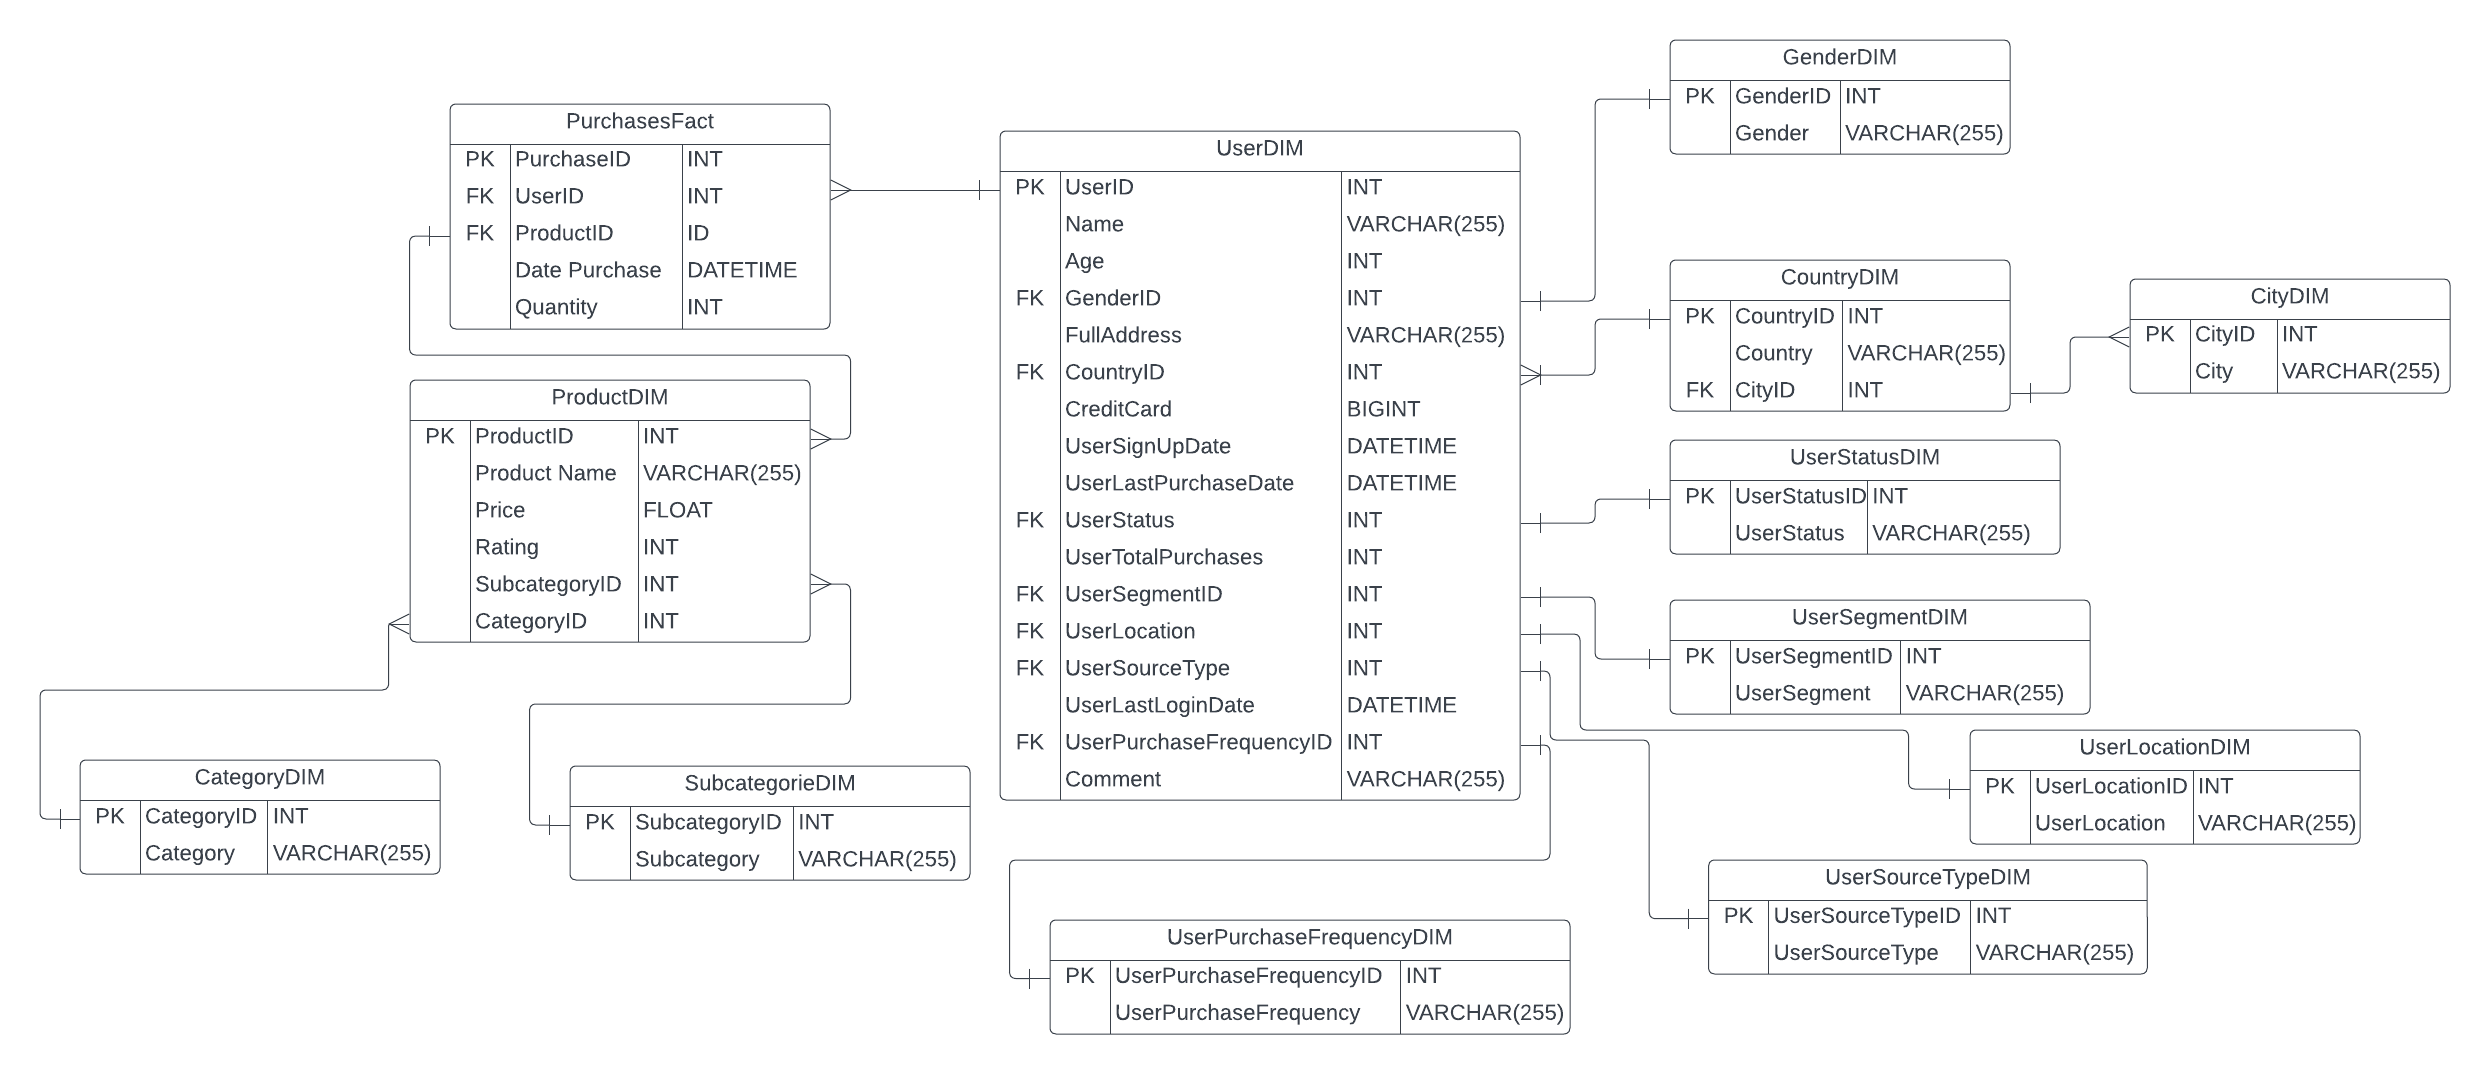 PurchasesFact
PK PurchaseID INT
FK UserID INT
FK ProductID ID
Date Purchase DATETIME
Quantity INT
ProductDIM
PK ProductID INT
Product Name VARCHAR(255)
Price FLOAT
Rating INT
SubcategoryID INT
CategoryID INT
CategoryDIM
PK CategoryID INT
Category VARCHAR(255)
SubcategorieDIM
PK SubcategoryID INT
Subcategory VARCHAR(255)
UserDIM
PK UserID INT
Name VARCHAR(255)
Age INT
FK GenderID INT
FullAddress VARCHAR(255)
FK CountryID INT
CreditCard BIGINT
UserSignUpDate DATETIME
UserLastPurchaseDate DATETIME
FK UserStatus INT
UserTotalPurchases INT
FK UserSegmentID INT
FK UserLocation INT
FK UserSourceType INT
UserLastLoginDate DATETIME
FK UserPurchaseFrequencyID INT
Comment VARCHAR(255)
UserPurchaseFrequencyDIM
PK UserPurchaseFrequencyID INT
UserPurchaseFrequency VARCHAR(255)
GenderDIM
PK GenderID INT
Gender VARCHAR(255)
CountryDIM
PK CountryID INT
Country VARCHAR(255)
FK CityID INT
CityDIM
PK CityID INT
City VARCHAR(255)
UserStatusDIM
PK UserStatusID INT
UserStatus VARCHAR(255)
UserSegmentDIM
PK UserSegmentID INT
UserSegment VARCHAR(255)
UserLocationDIM
PK UserLocationID INT
UserLocation VARCHAR(255)
UserSourceTypeDIM
PK UserSourceTypeID INT
UserSourceType VARCHAR(255)